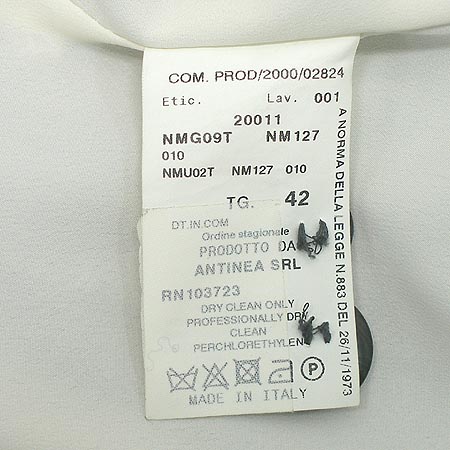 COM. PROD/2000/02824
Etic. Lav. 001
20011
NMG09T NM127
010
NMU02T NM127 010
TG. 42
DT.IN.COM
Ordine stagionale
PRODOTTO DA
ANTINEA SRL
RN103723
DRY CLEAN ONLY
PROFESSIONALLY DRY
CLEAN
PERCHLORETHYLEN
P
MADE IN ITALY
A NORMA DELLA LEGGE N.883 DEL 26/11/1973